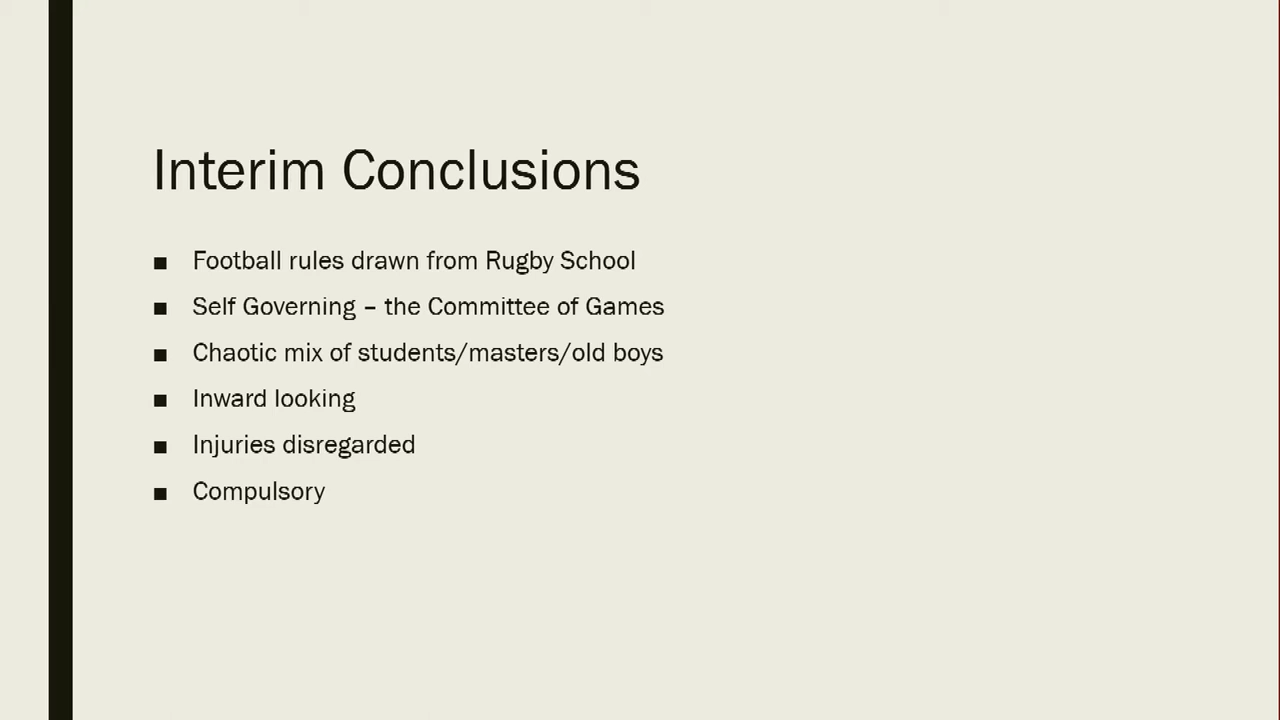 Interim Conclusions
■ Football rules drawn from Rugby School
■ Self Governing – the Committee of Games
■ Chaotic mix of students/masters/old boys
■ Inward looking
■ Injuries disregarded
■ Compulsory